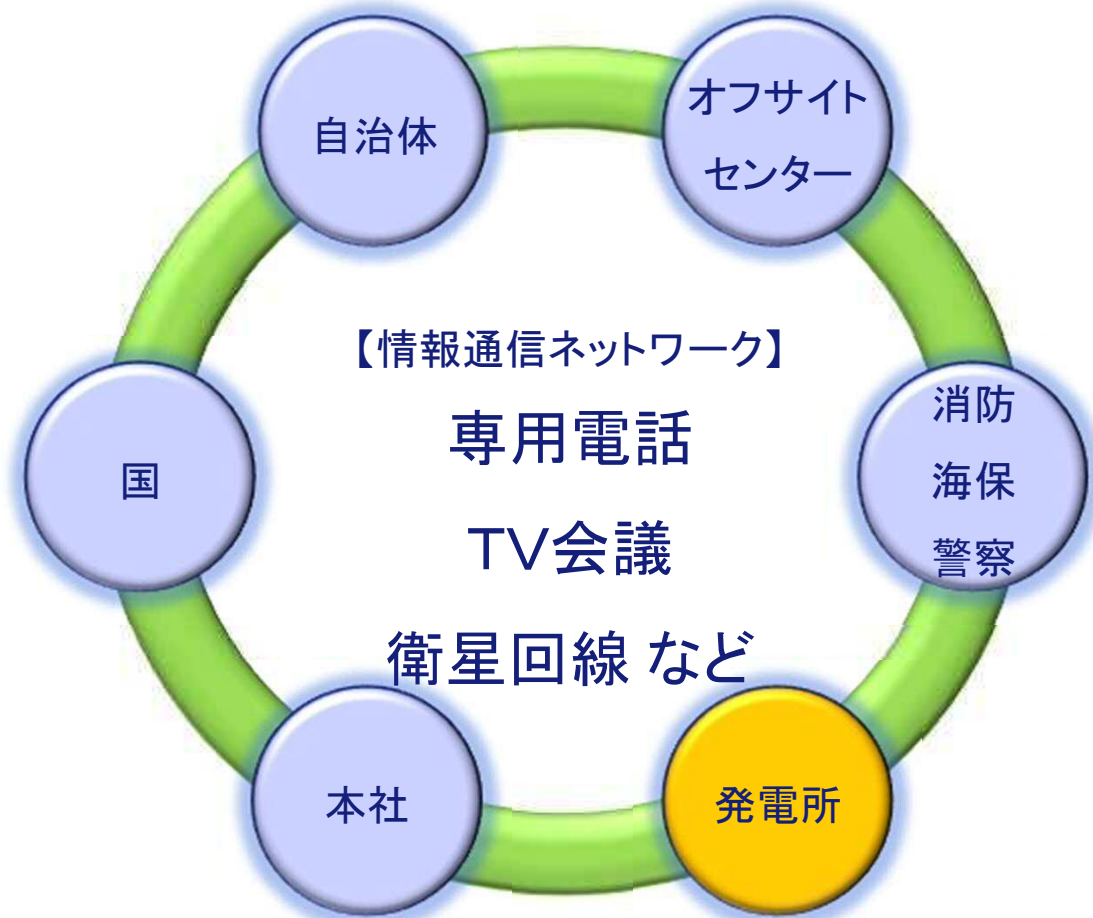 自治体
オフサイト
センター
【情報通信ネットワーク】
専用電話
TV会議
衛星回線 など
国
消防
海保
警察
本社
発電所